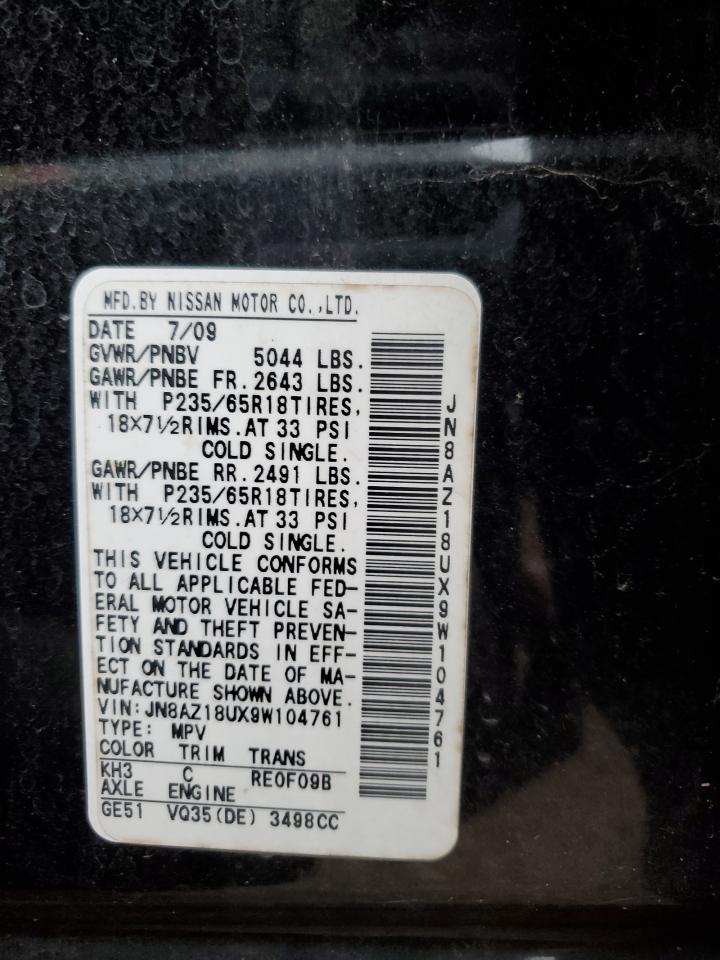 MFD.BY NISSAN MOTOR CO.,LTD.
DATE 7/09
GVWR/PNBV 5044 LBS.
GAWR/PNBE FR.2643 LBS.
WITH P235/65R18TIRES,
18×7½RIMS.AT 33 PSI
COLD SINGLE.
GAWR/PNBE RR.2491 LBS.
WITH P235/65R18TIRES,
18×7½RIMS.AT 33 PSI
COLD SINGLE.
THIS VEHICLE CONFORMS
TO ALL APPLICABLE FED-
ERAL MOTOR VEHICLE SA-
FETY AND THEFT PREVEN-
TION STANDARDS IN EFF-
ECT ON THE DATE OF MA-
NUFACTURE SHOWN ABOVE.
VIN:JN8AZ18UX9W104761
TYPE: MPV
COLOR TRIM TRANS
KH3 C RE0F09B
AXLE ENGINE
GE51 VQ35(DE) 3498CC
JN8AZ18UX9W104761